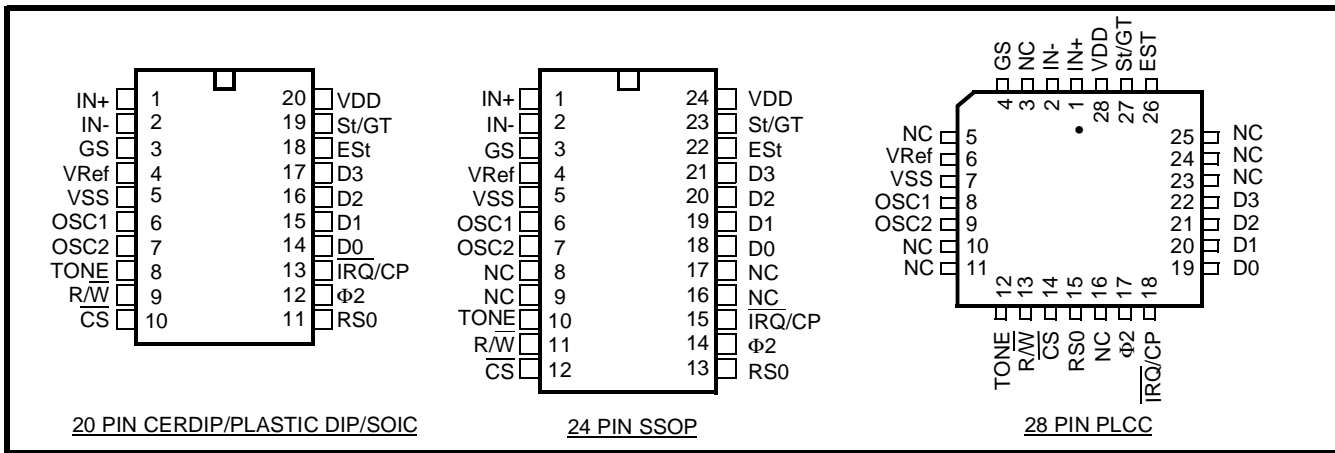 IN+ 1 20 VDD
IN- 2 19 St/GT
GS 3 18 ESt
VRef 4 17 D3
VSS 5 16 D2
OSC1 6 15 D1
OSC2 7 14 D0
TONE 8 13 IRQ/CP
R/W 9 12 Φ2
CS 10 11 RS0
20 PIN CERDIP/PLASTIC DIP/SOIC
IN+ 1 24 VDD
IN- 2 23 St/GT
GS 3 22 ESt
VRef 4 21 D3
VSS 5 20 D2
OSC1 6 19 D1
OSC2 7 18 D0
NC 8 17 NC
NC 9 16 NC
TONE 10 15 IRQ/CP
R/W 11 14 Φ2
CS 12 13 RS0
24 PIN SSOP
GS NC IN- IN+ VDD St/GT EST
4 3 2 1 28 27 26
NC 5 25 NC
VRef 6 24 NC
VSS 7 23 NC
OSC1 8 22 D3
OSC2 9 21 D2
NC 10 20 D1
NC 11 19 D0
12 13 14 15 16 17 18
TONE R/W CS RS0 NC Φ2 IRQ/CP
28 PIN PLCC